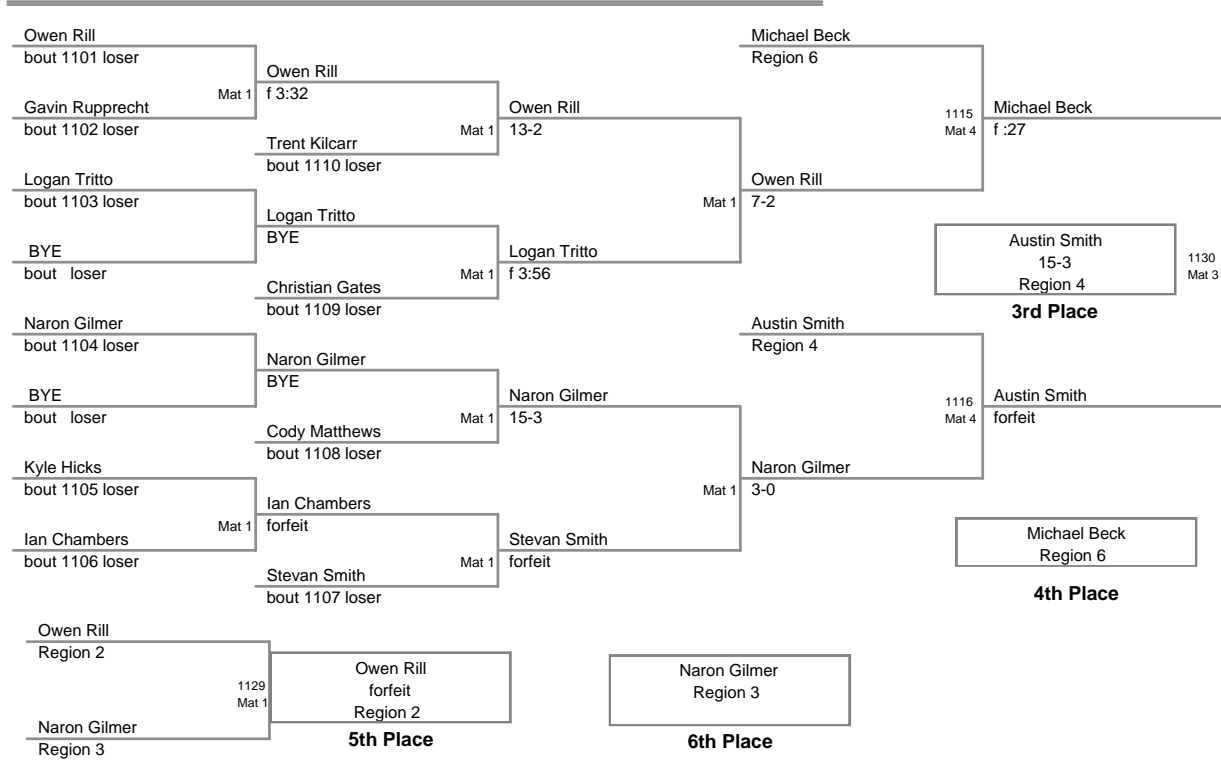 Owen Rill
bout 1101 loser
Mat 1
Gavin Rupprecht
bout 1102 loser
Logan Tritto
bout 1103 loser
BYE
bout loser
Naron Gilmer
bout 1104 loser
BYE
bout loser
Kyle Hicks
bout 1105 loser
Mat 1
Ian Chambers
bout 1106 loser
Owen Rill
f 3:32
Mat 1
Trent Kilcarr
bout 1110 loser
Logan Tritto
BYE
Mat 1
Christian Gates
bout 1109 loser
Naron Gilmer
BYE
Mat 1
Cody Matthews
bout 1108 loser
Ian Chambers
forfeit
Mat 1
Stevan Smith
bout 1107 loser
Owen Rill
13-2
Mat 1
Logan Tritto
f 3:56
Naron Gilmer
15-3
Mat 1
Stevan Smith
forfeit
Michael Beck
Region 6
1115
Mat 4
Owen Rill
7-2
Austin Smith
Region 4
1116
Mat 4
Naron Gilmer
3-0
Michael Beck
f :27
Austin Smith
15-3
Region 4
1130
Mat 3
3rd Place
Austin Smith
forfeit
Michael Beck
Region 6
4th Place
Owen Rill
Region 2
1129
Mat 1
Naron Gilmer
Region 3
Owen Rill
forfeit
Region 2
5th Place
Naron Gilmer
Region 3
6th Place